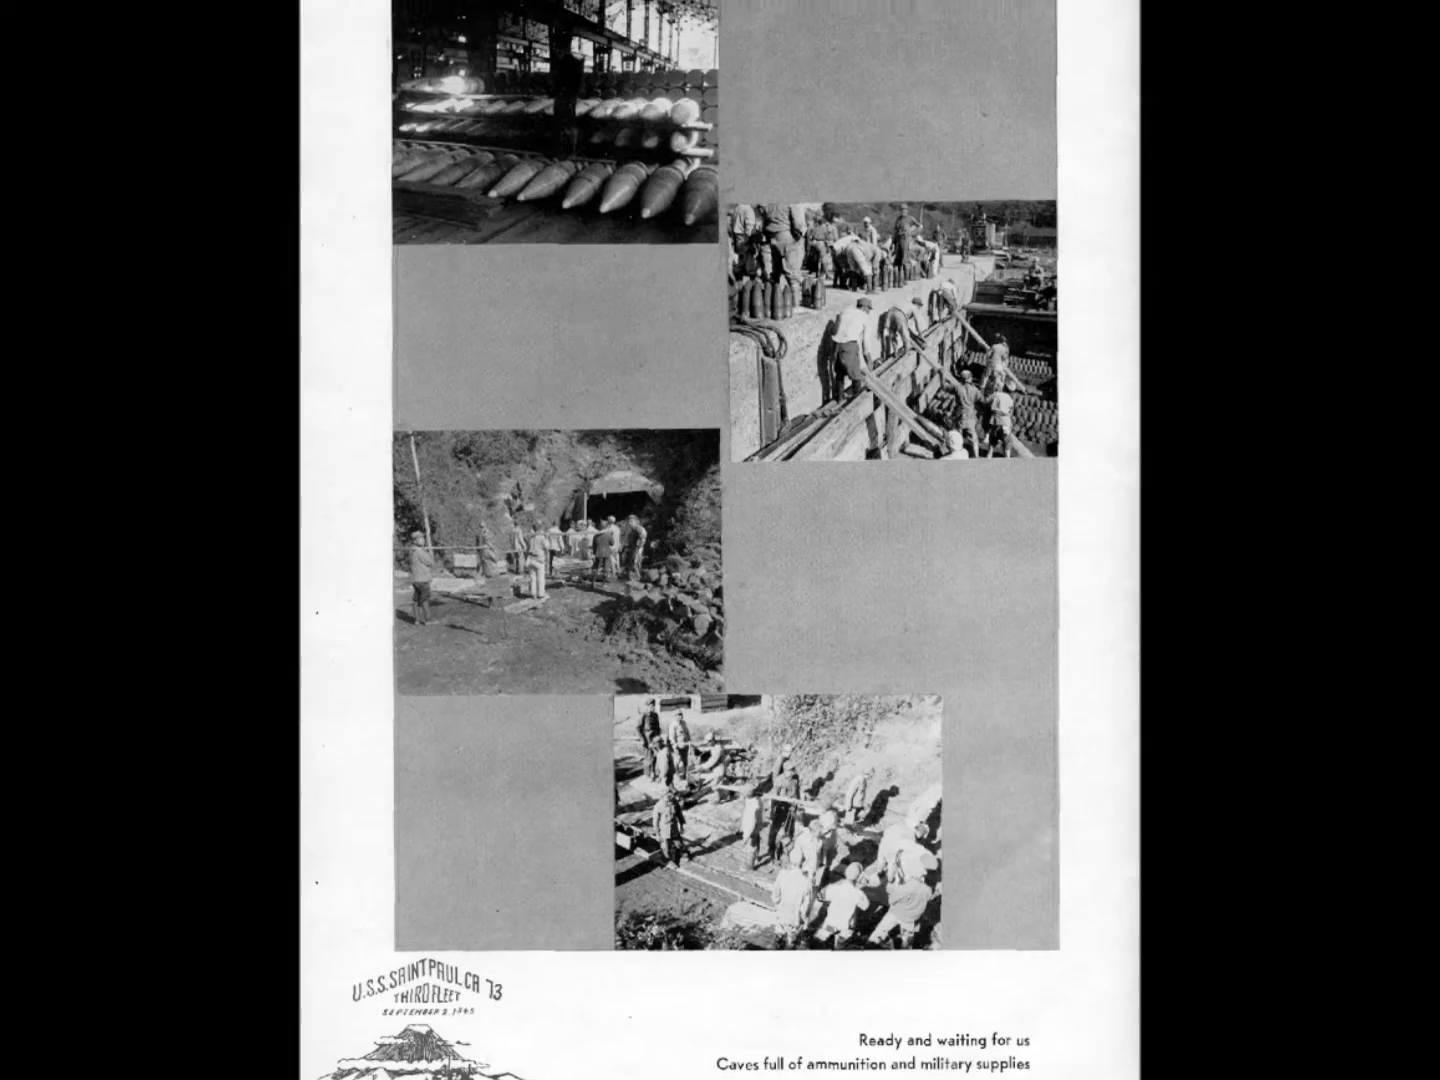 U.S.S. SAINT PAUL CA 73
THIRD FLEET
SEPTEMBER 2, 1945
Ready and waiting for us
Caves full of ammunition and military supplies